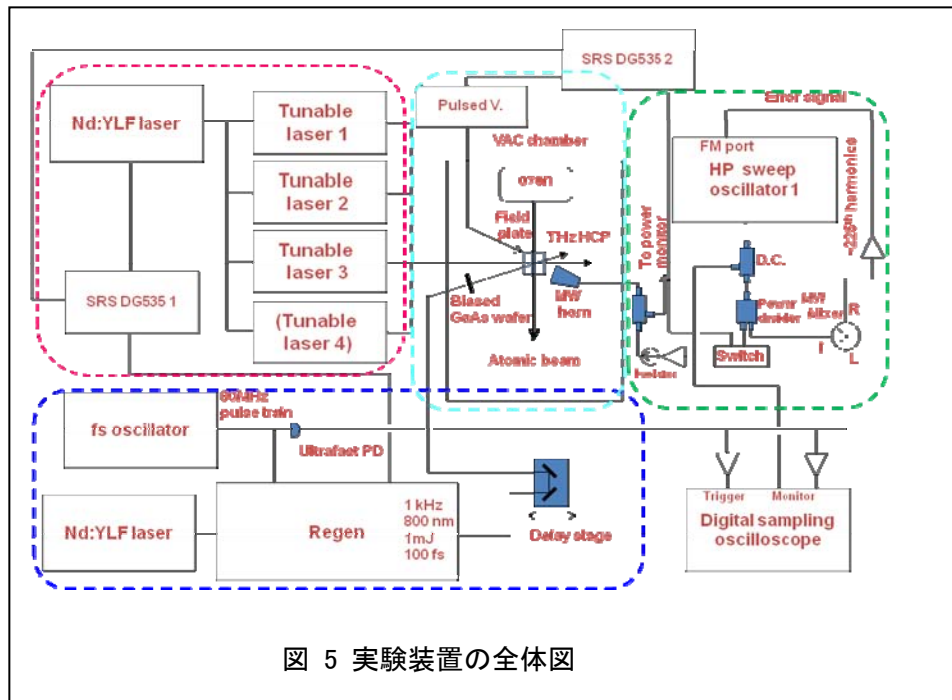 SRS DG535 2
Nd:YLF laser
SRS DG535 1
Tunable
laser 1
Tunable
laser 2
Tunable
laser 3
(Tunable
laser 4)
Pulsed V.
VAC chamber
oven
Field
plate
THz HCP
Biased
GaAs wafer
MW
horn
Atomic beam
To power
monitor
Error signal
FM port
HP sweep
oscillator 1
D.C.
Power
divider
MW
Mixer
R
I
L
Switch
fs oscillator
80MHz
pulse train
Ultrafast PD
Nd:YLF laser
Regen
1 kHz
800 nm
1mJ
100 fs
Delay stage
Trigger
Monitor
Digital sampling
oscilloscope
図 5 実験装置の全体図